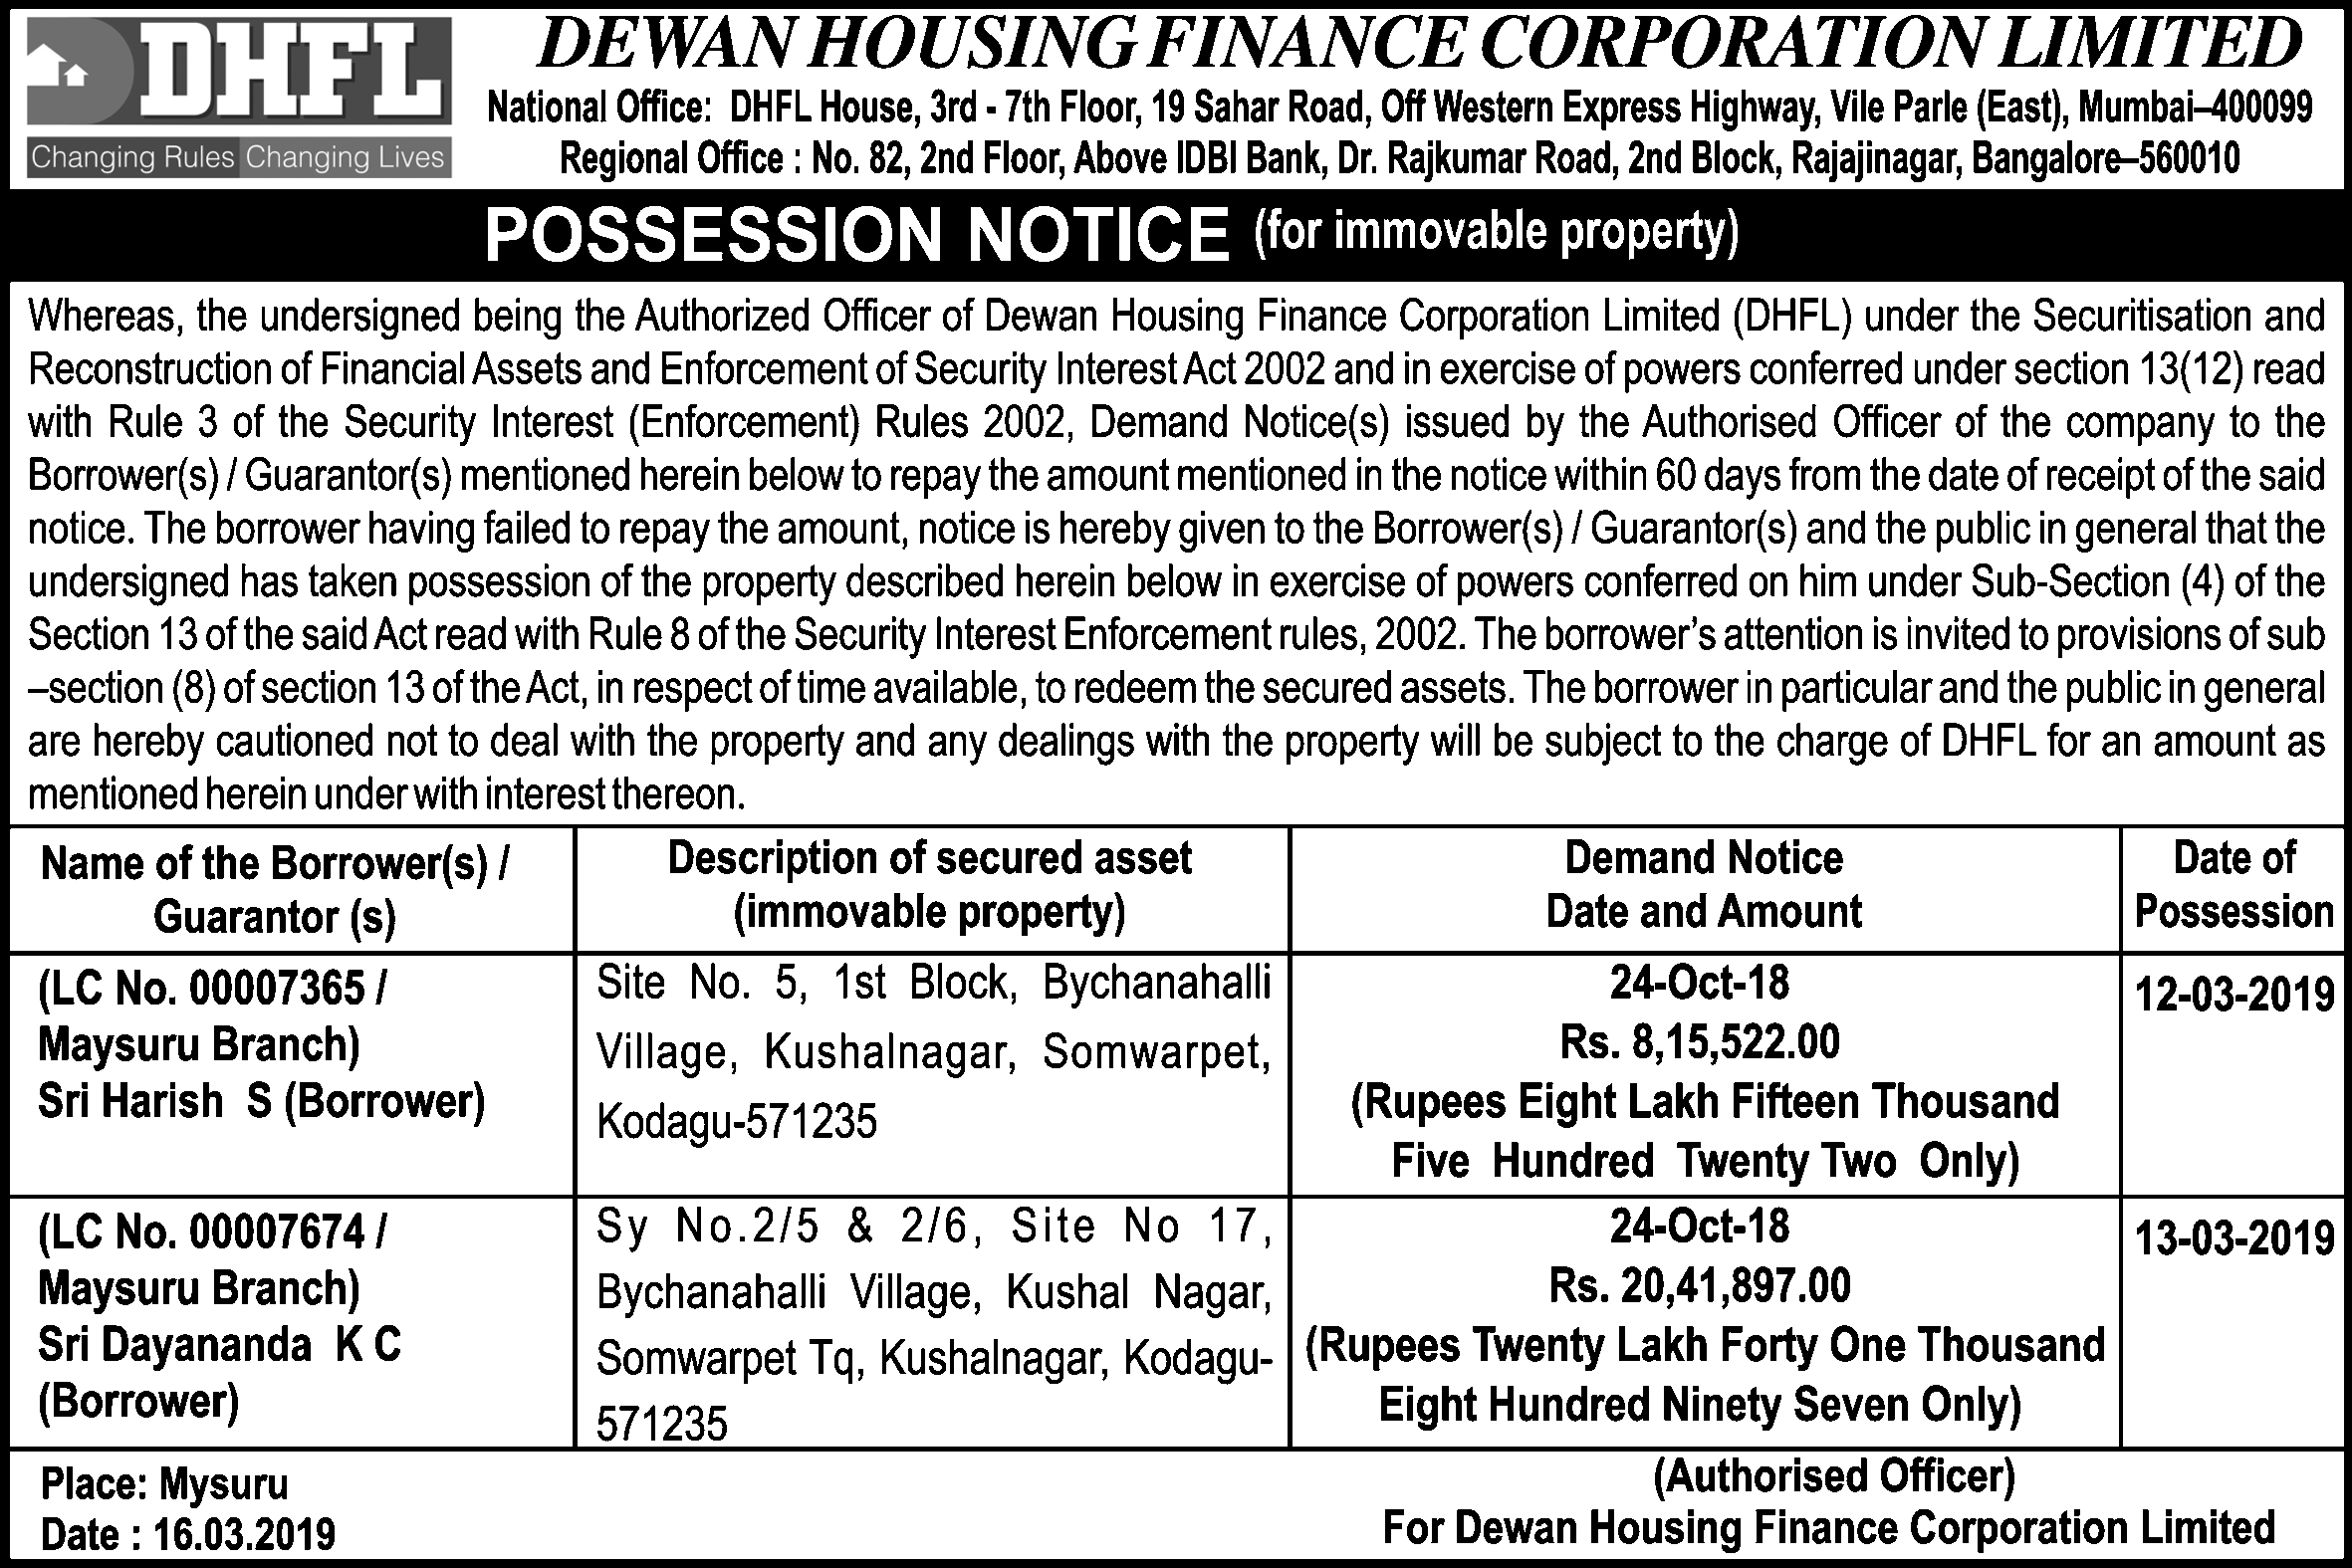 DHFL
Changing Rules Changing Lives
DEWAN HOUSING FINANCE CORPORATION LIMITED
National Office: DHFL House, 3rd - 7th Floor, 19 Sahar Road, Off Western Express Highway, Vile Parle (East), Mumbai–400099
Regional Office : No. 82, 2nd Floor, Above IDBI Bank, Dr. Rajkumar Road, 2nd Block, Rajajinagar, Bangalore–560010
POSSESSION NOTICE (for immovable property)
Whereas, the undersigned being the Authorized Officer of Dewan Housing Finance Corporation Limited (DHFL) under the Securitisation and
Reconstruction of Financial Assets and Enforcement of Security Interest Act 2002 and in exercise of powers conferred under section 13(12) read
with Rule 3 of the Security Interest (Enforcement) Rules 2002, Demand Notice(s) issued by the Authorised Officer of the company to the
Borrower(s) / Guarantor(s) mentioned herein below to repay the amount mentioned in the notice within 60 days from the date of receipt of the said
notice. The borrower having failed to repay the amount, notice is hereby given to the Borrower(s) / Guarantor(s) and the public in general that the
undersigned has taken possession of the property described herein below in exercise of powers conferred on him under Sub-Section (4) of the
Section 13 of the said Act read with Rule 8 of the Security Interest Enforcement rules, 2002. The borrower’s attention is invited to provisions of sub
–section (8) of section 13 of the Act, in respect of time available, to redeem the secured assets. The borrower in particular and the public in general
are hereby cautioned not to deal with the property and any dealings with the property will be subject to the charge of DHFL for an amount as
mentioned herein under with interest thereon.
Name of the Borrower(s) /
Guarantor (s)
Description of secured asset
(immovable property)
Demand Notice
Date and Amount
Date of
Possession
(LC No. 00007365 /
Maysuru Branch)
Sri Harish S (Borrower)
Site No. 5, 1st Block, Bychanahalli
Village, Kushalnagar, Somwarpet,
Kodagu-571235
24-Oct-18
Rs. 8,15,522.00
(Rupees Eight Lakh Fifteen Thousand
Five Hundred Twenty Two Only)
12-03-2019
(LC No. 00007674 /
Maysuru Branch)
Sri Dayananda K C
(Borrower)
Sy No.2/5 & 2/6, Site No 17,
Bychanahalli Village, Kushal Nagar,
Somwarpet Tq, Kushalnagar, Kodagu-
571235
24-Oct-18
Rs. 20,41,897.00
(Rupees Twenty Lakh Forty One Thousand
Eight Hundred Ninety Seven Only)
13-03-2019
Place: Mysuru
Date : 16.03.2019
(Authorised Officer)
For Dewan Housing Finance Corporation Limited